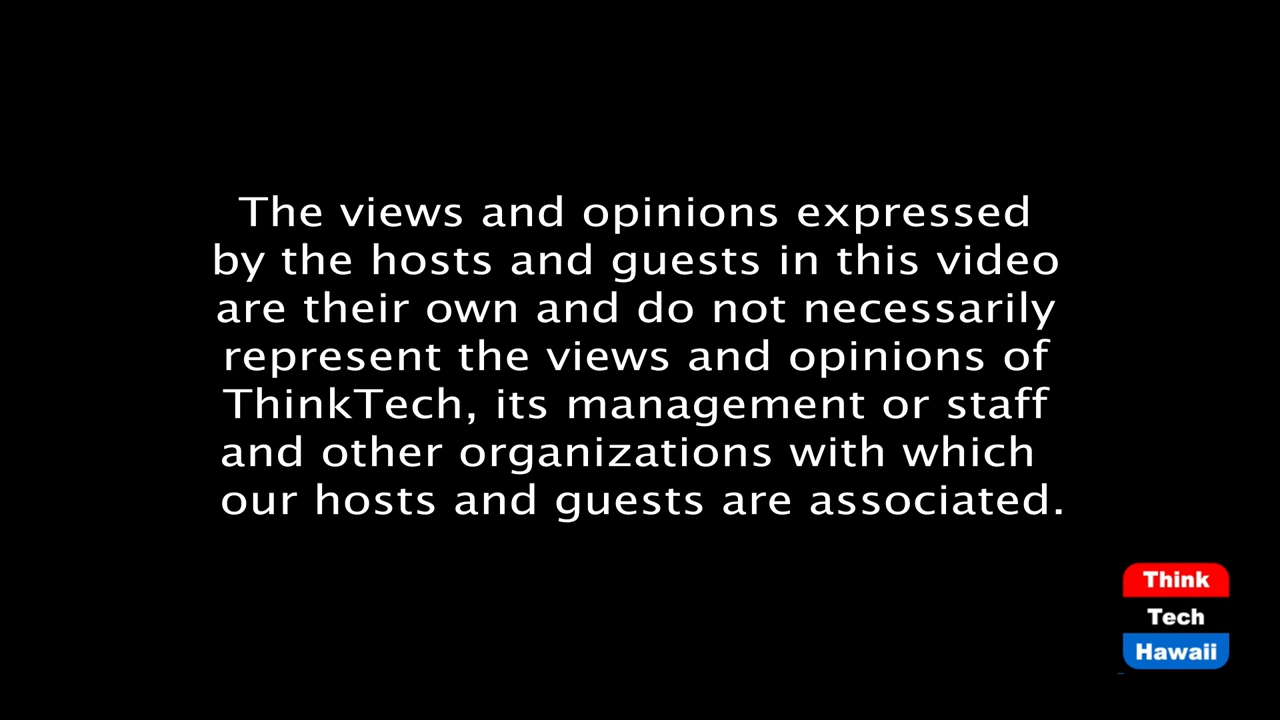 The views and opinions expressed
by the hosts and guests in this video
are their own and do not necessarily
represent the views and opinions of
ThinkTech, its management or staff
and other organizations with which
our hosts and guests are associated.
Think
Tech
Hawaii